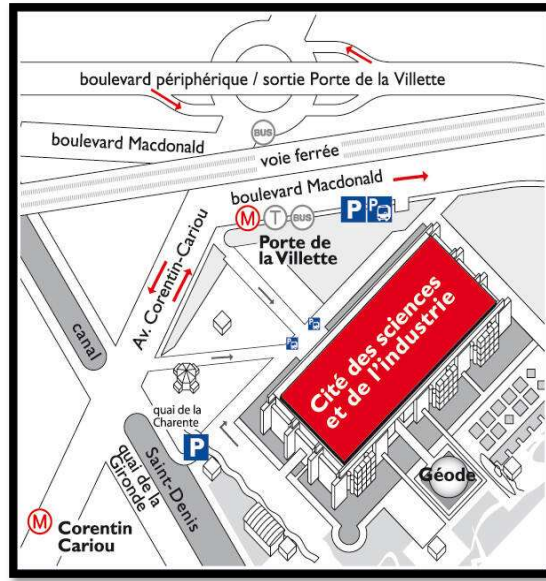 boulevard périphérique / sortie Porte de la Villette
boulevard Macdonald
BUS
voie ferrée
boulevard Macdonald
M T BUS
P P
Porte de
la Villette
Av. Corentin-Cariou
P
P
canal
Cité des sciences
et de l'industrie
quai de la
Charente
P
Géode
Saint-Denis
quai de la
Gironde
M
Corentin
Cariou